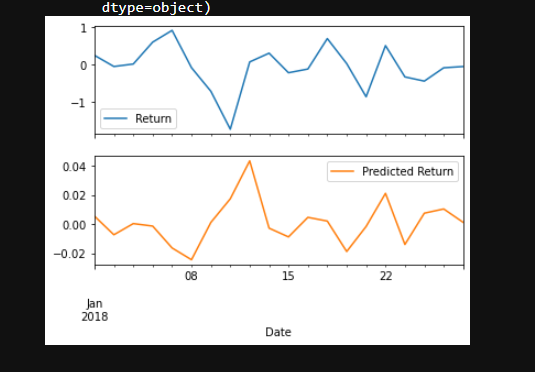 dtype=object)
1
0
−1
Return
0.04
0.02
0.00
−0.02
Predicted Return
08
15
22
Jan
2018
Date